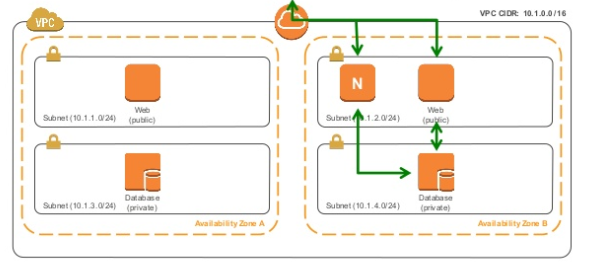 VPC
VPC CIDR: 10.1.0.0/16
Web
(public)
Subnet (10.1.1.0/24)
N
Web
(public)
Subnet (10.1.2.0/24)
Database
(private)
Subnet (10.1.3.0/24)
Availability Zone A
Database
(private)
Subnet (10.1.4.0/24)
Availability Zone B